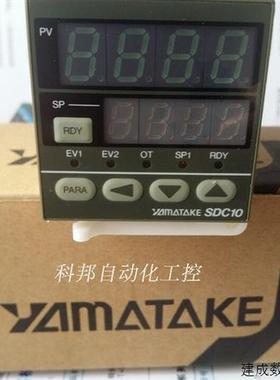 PV
SP
RDY
EV1 EV2 OT SP1 RDY
PARA
YAMATAKE SDC10
科邦自动化工控
YAMATAKE